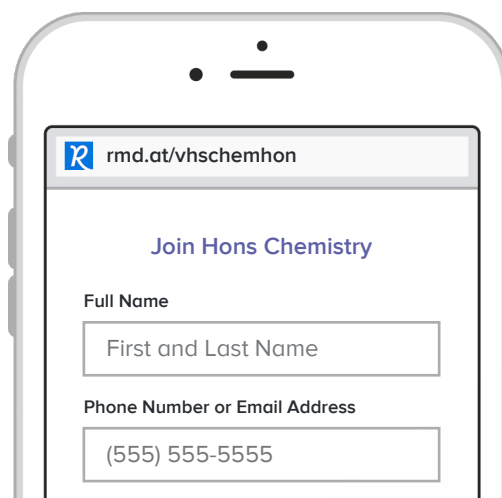 rmd.at/vhschemhon
Join Hons Chemistry
Full Name
First and Last Name
Phone Number or Email Address
(555) 555-5555